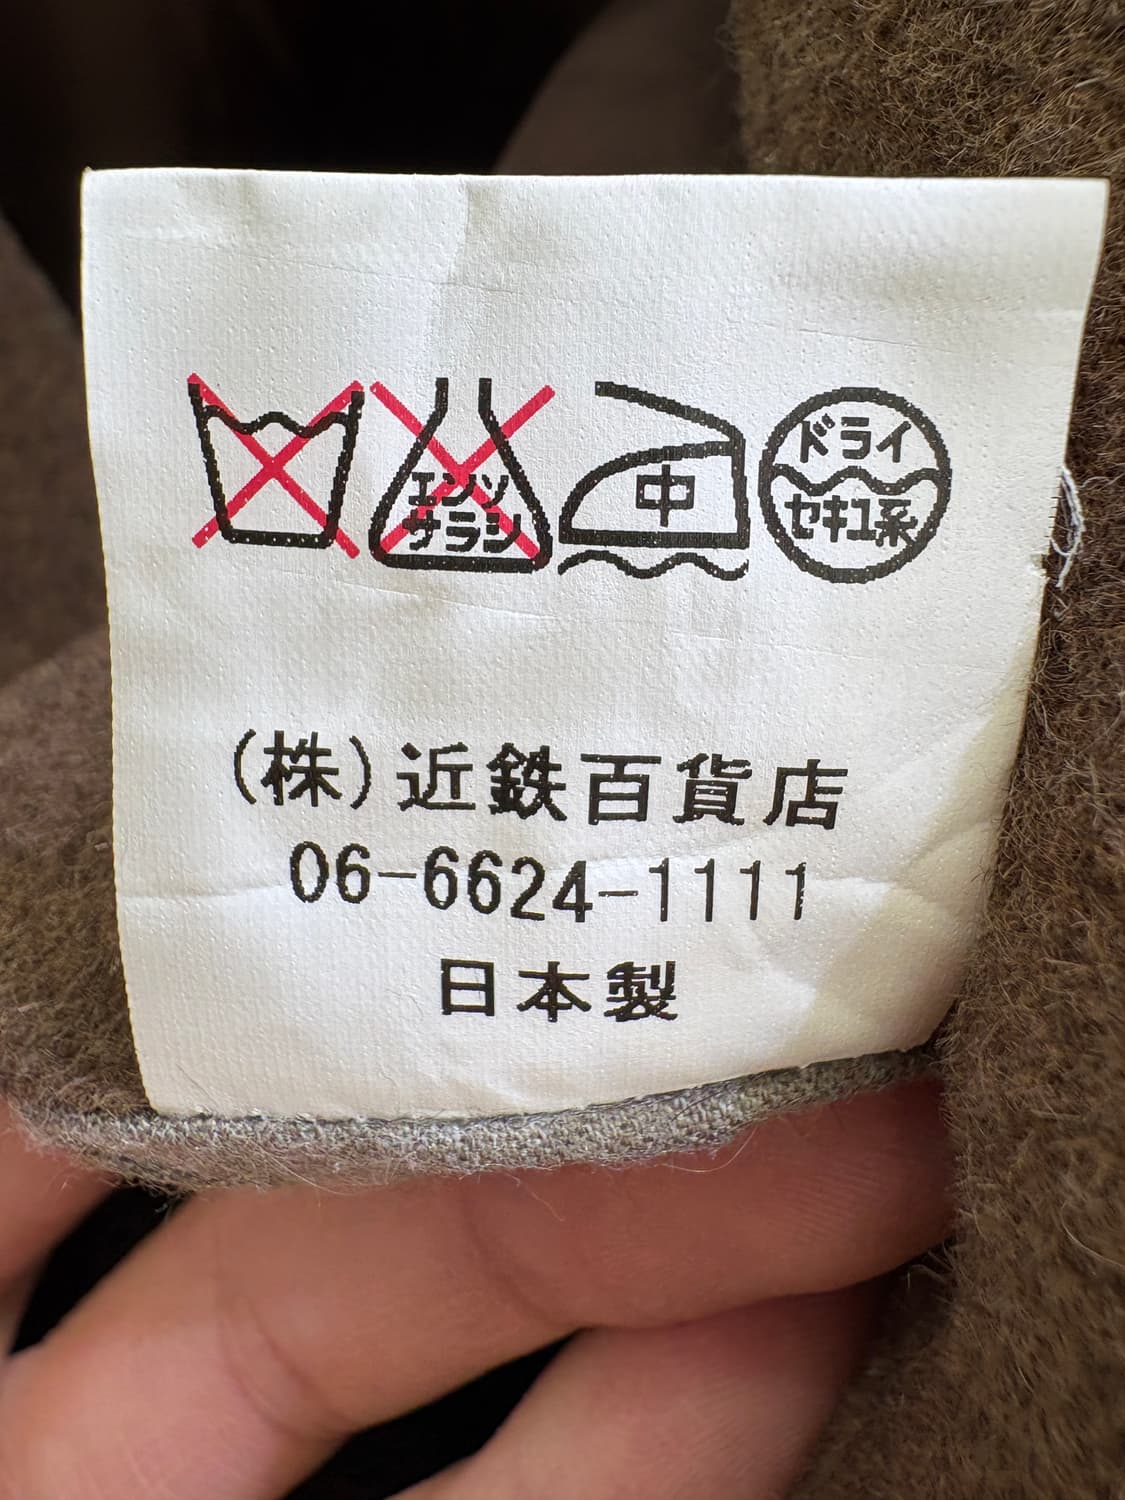 エンソ
サラシ
中
ドライ
セキユ系
(株)近鉄百貨店
06-6624-1111
日本製